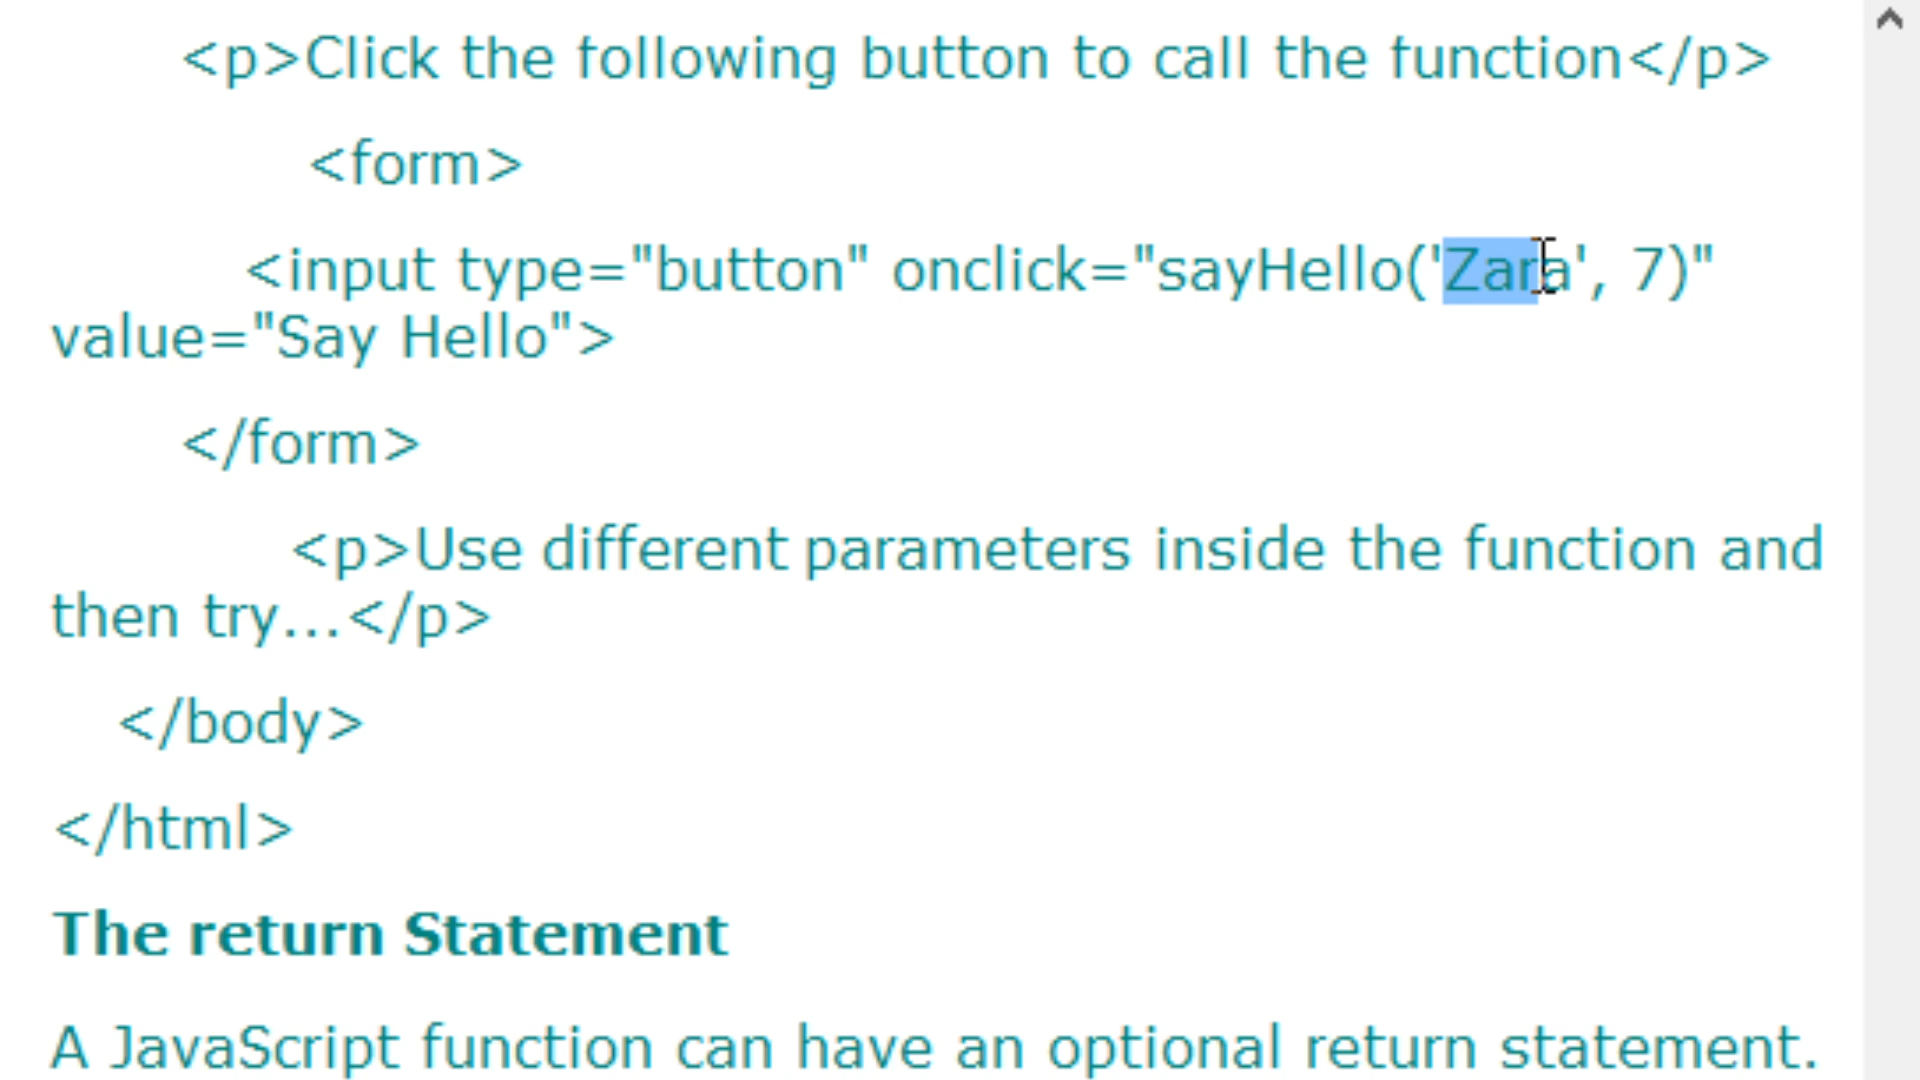 <p>Click the following button to call the function</p>
<form>
<input type="button" onclick="sayHello('Zara', 7)"
value="Say Hello">
</form>
<p>Use different parameters inside the function and
then try...</p>
</body>
</html>
The return Statement
A JavaScript function can have an optional return statement.